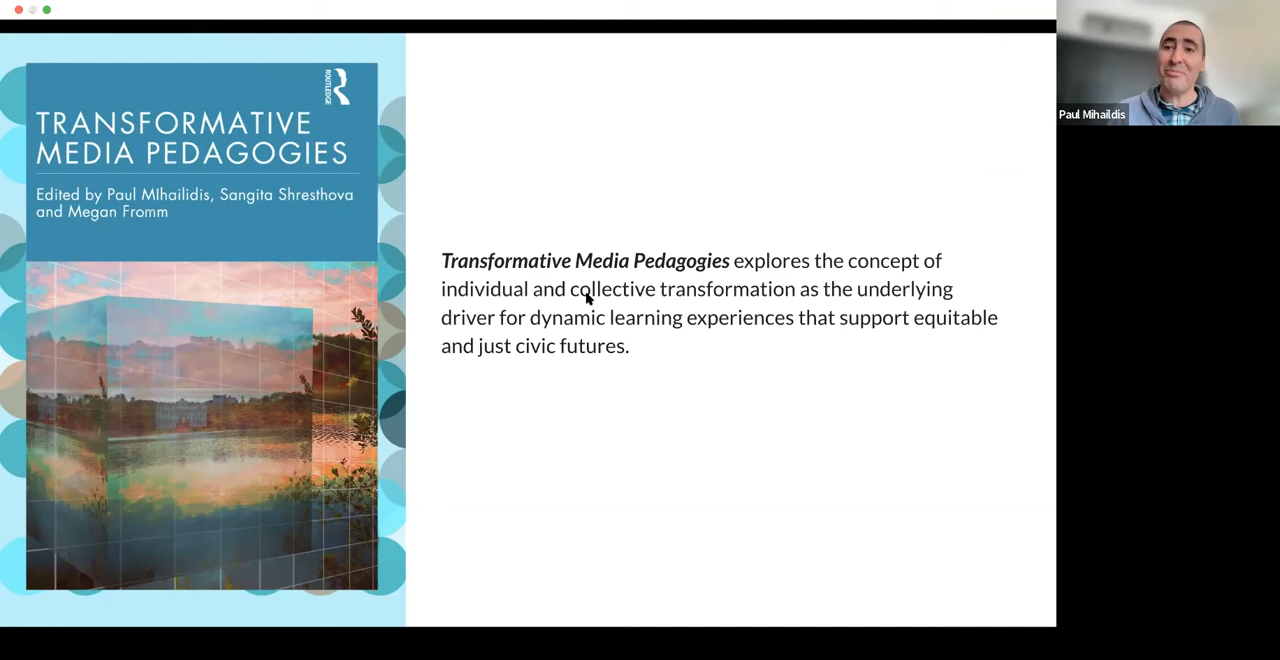 ROUTLEDGE
TRANSFORMATIVE
MEDIA PEDAGOGIES
Edited by Paul MIhailidis, Sangita Shresthova
and Megan Fromm
Transformative Media Pedagogies explores the concept of
individual and collective transformation as the underlying
driver for dynamic learning experiences that support equitable
and just civic futures.
Paul Mihaildis